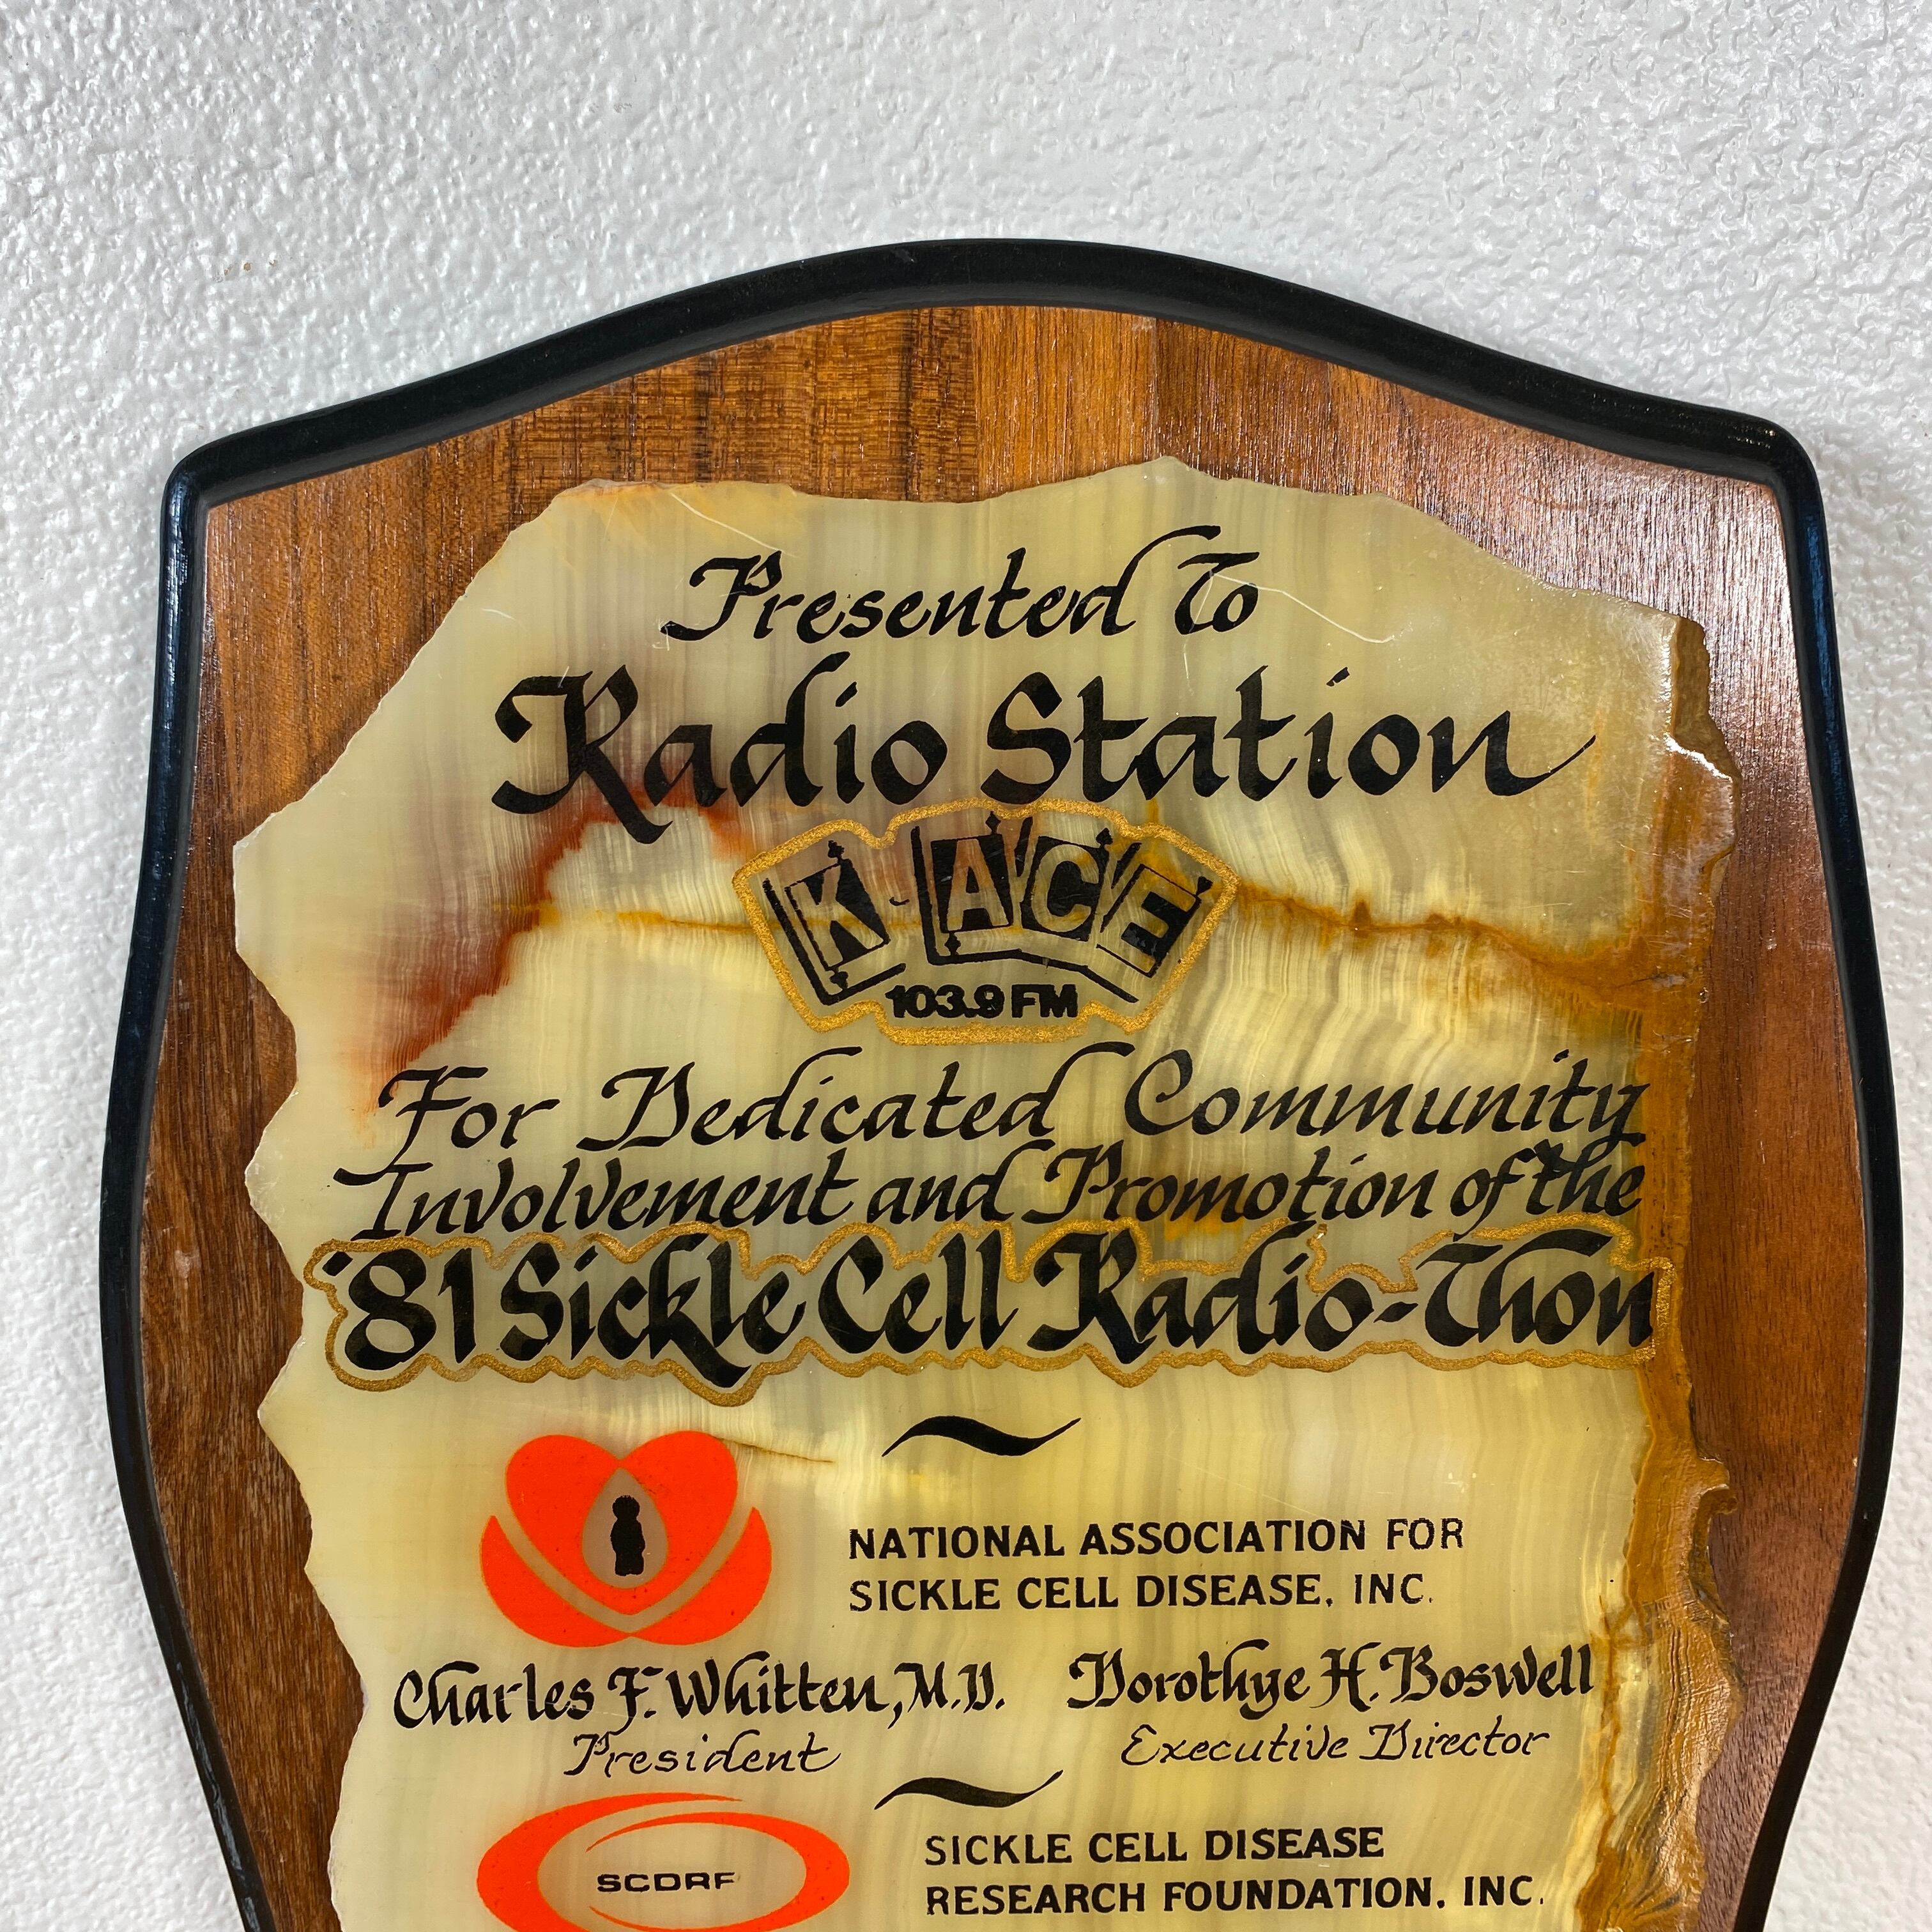 Presented To
Radio Station
K-ACE
103.9 FM
For Dedicated Community
Involvement and Promotion of the
'81 Sickle Cell Radio-Thon
NATIONAL ASSOCIATION FOR
SICKLE CELL DISEASE, INC.
Charles F. Whitten, M.D. Dorothye H. Boswell
President Executive Director
SCDRF
SICKLE CELL DISEASE
RESEARCH FOUNDATION, INC.